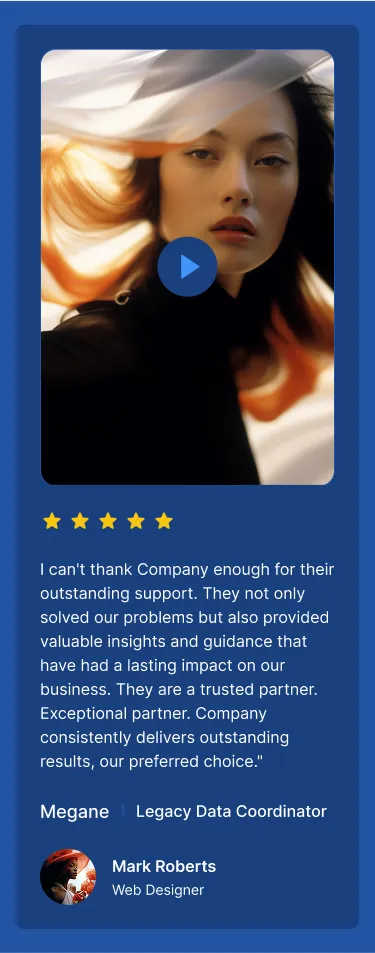 I can't thank Company enough for their
outstanding support. They not only
solved our problems but also provided
valuable insights and guidance that
have had a lasting impact on our
business. They are a trusted partner.
Exceptional partner. Company
consistently delivers outstanding
results, our preferred choice."
Megane | Legacy Data Coordinator
Mark Roberts
Web Designer